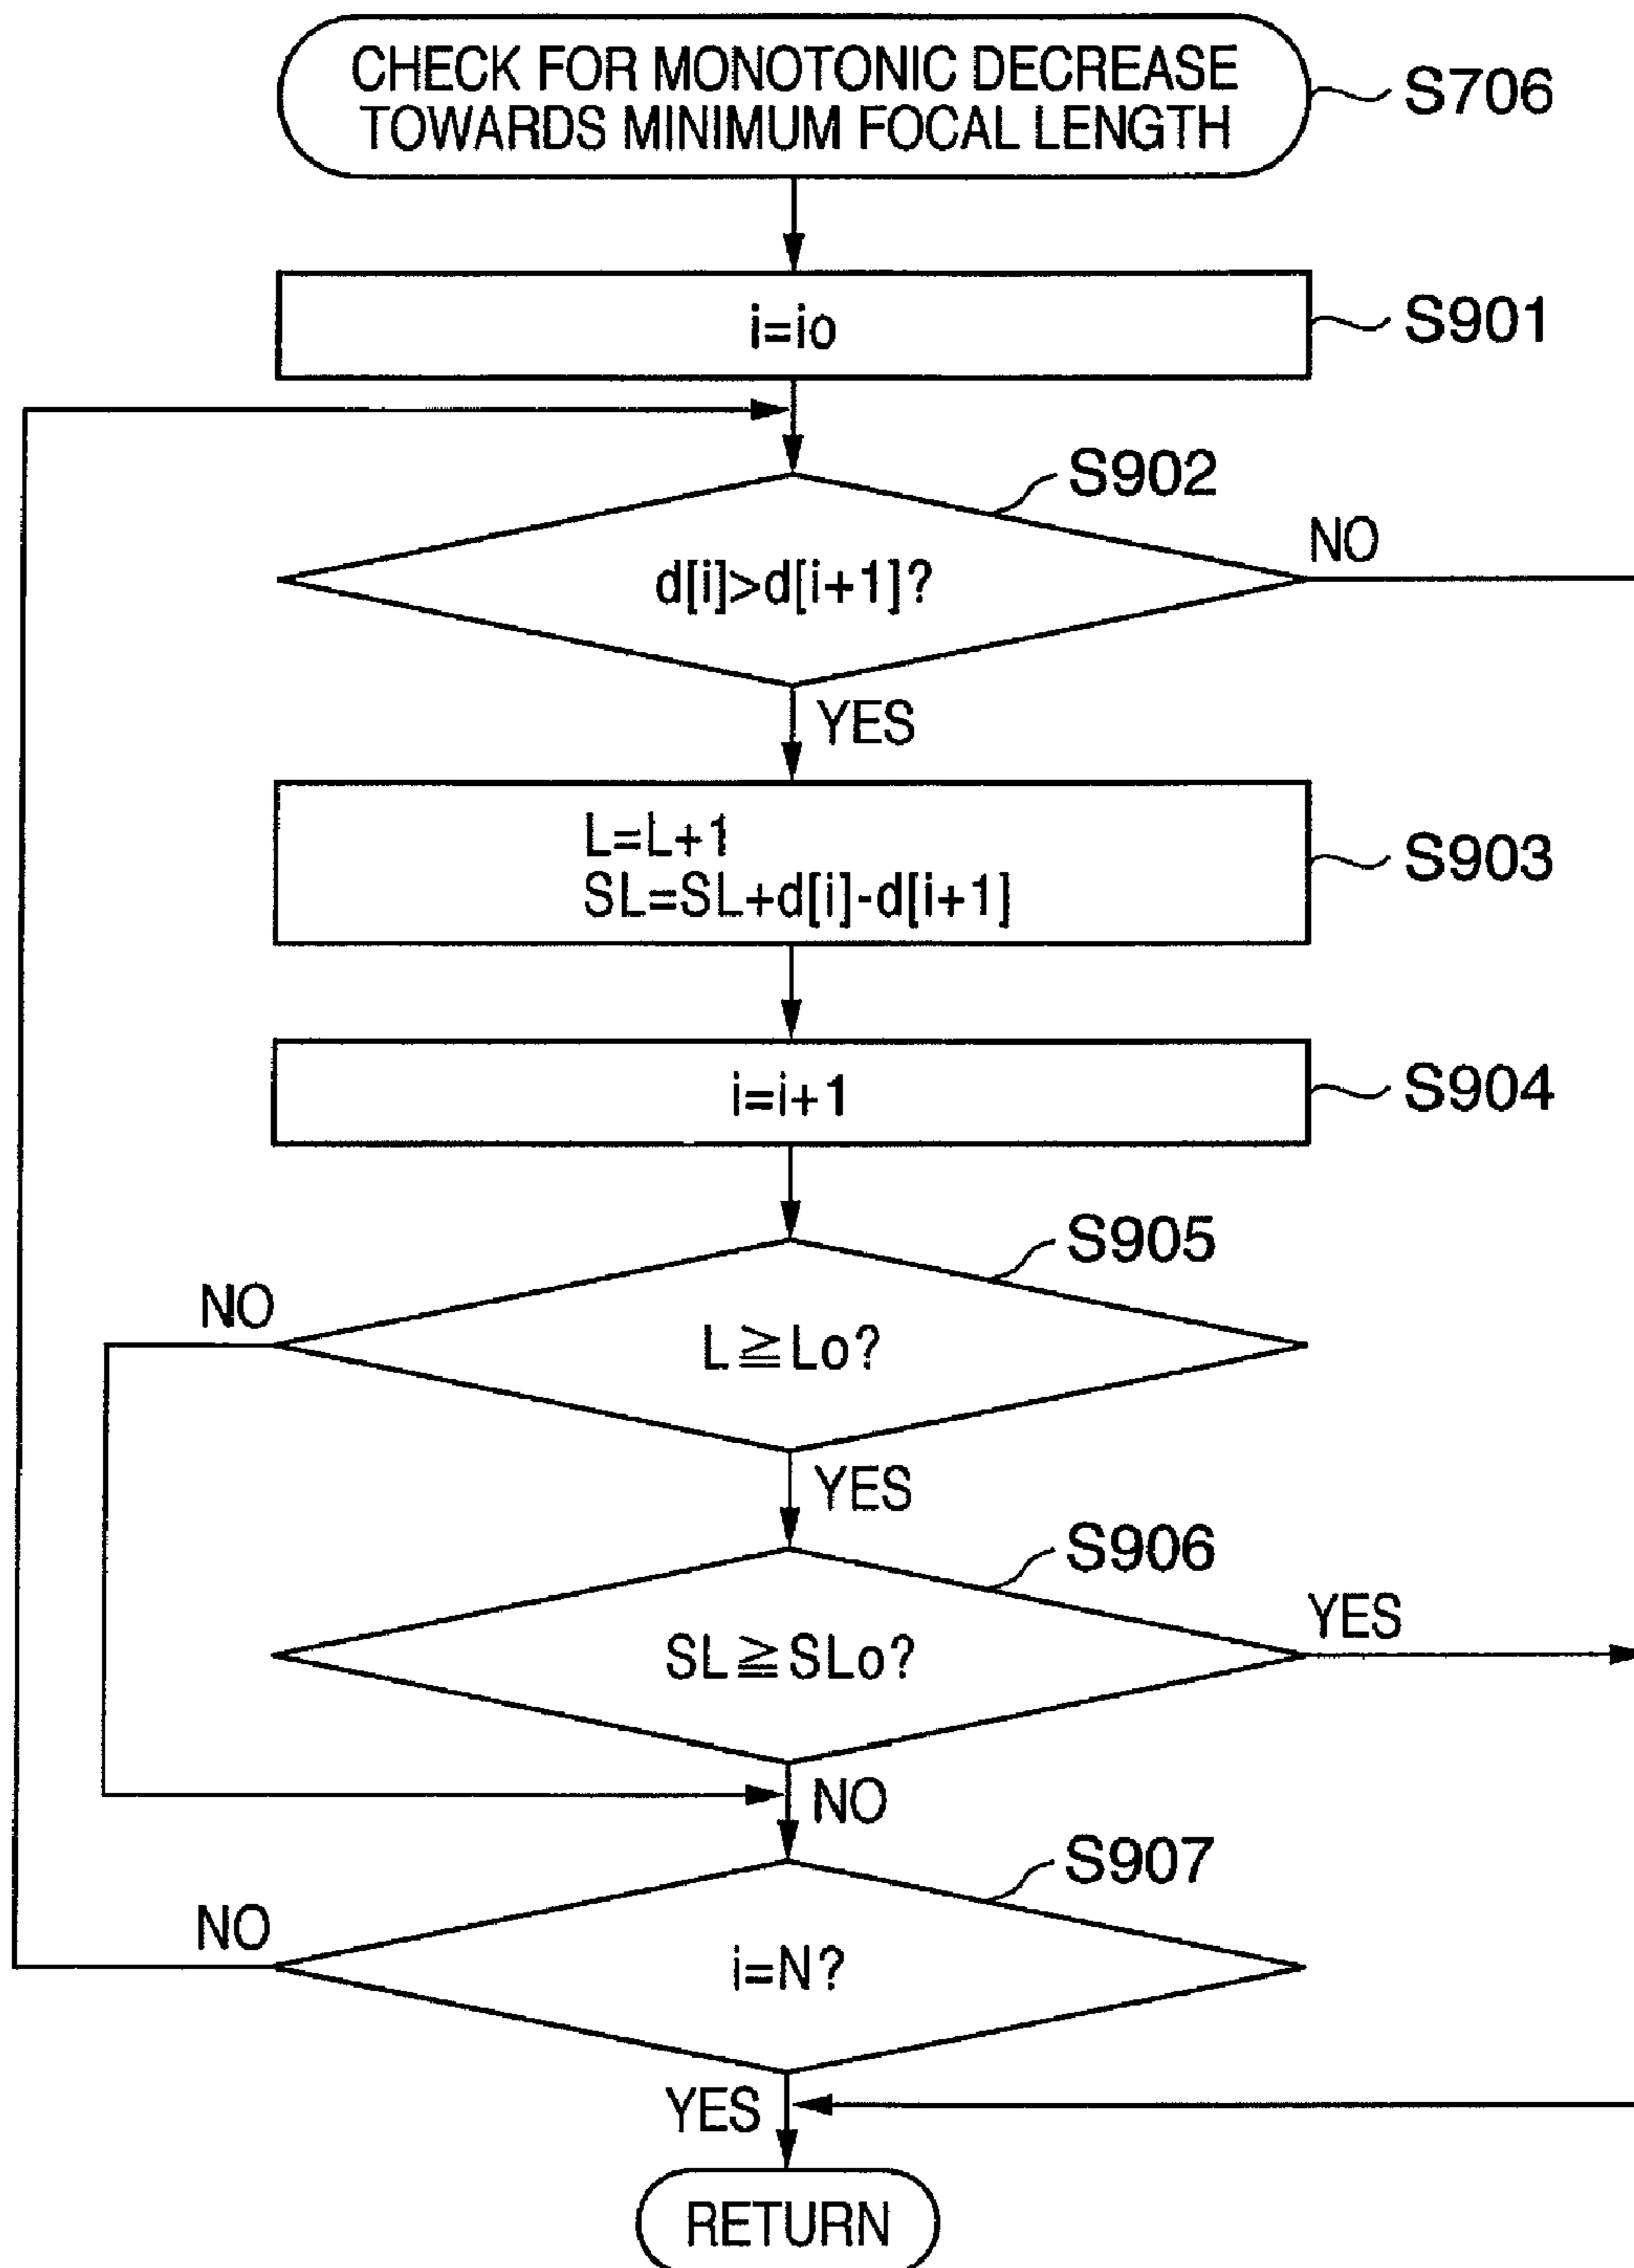 CHECK FOR MONOTONIC DECREASE
TOWARDS MINIMUM FOCAL LENGTH
S706
i=io
S901
S902
d[i]>d[i+1]?
NO
YES
L=L+1
SL=SL+d[i]-d[i+1]
S903
i=i+1
S904
S905
NO
L≧Lo?
YES
S906
SL≧SLo?
YES
NO
S907
NO
i=N?
YES
RETURN